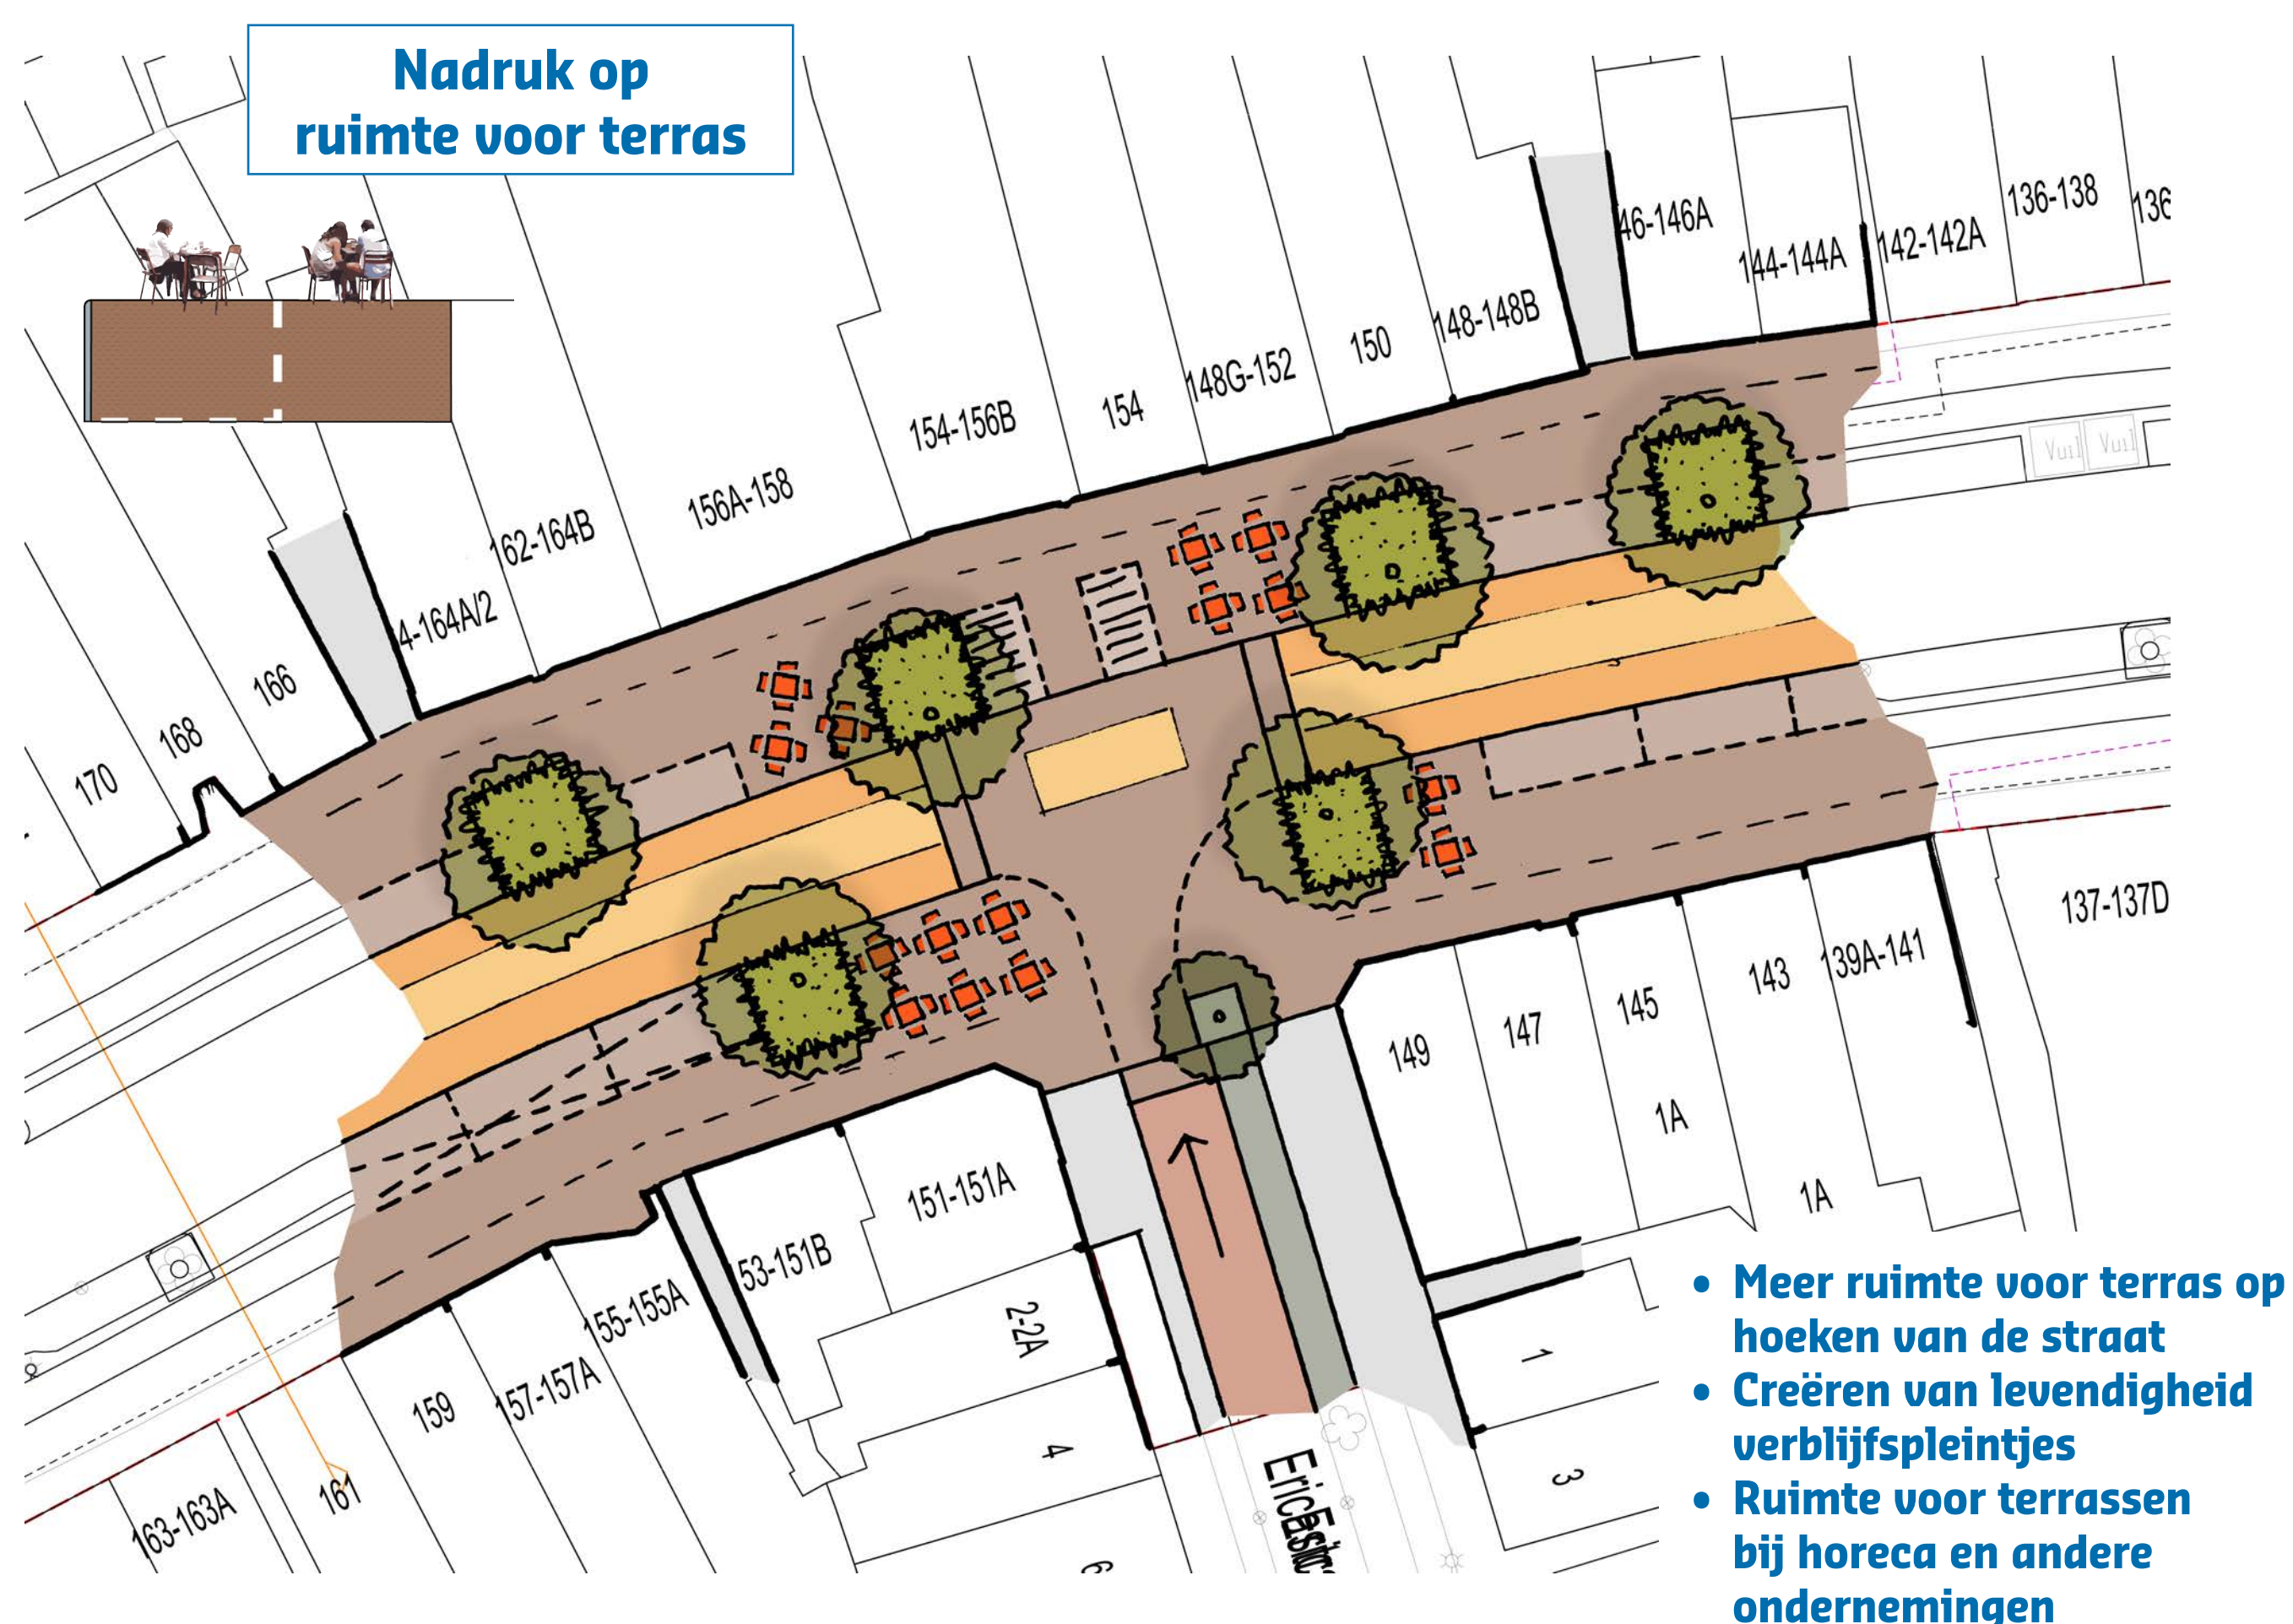 Nadruk op
ruimte voor terras
136-138
136
46-146A
142-142A
144-144A
148-148B
150
148G-152
154
154-156B
156A-158
162-164B
4-164A/2
166
168
170
Vuil
Vuil
137-137D
139A-141
143
145
147
149
1A
1A
151-151A
53-151B
155-155A
157-157A
159
161
163-163A
2-2A
4
6
1
3
• Meer ruimte voor terras op
hoeken van de straat
• Creëren van levendigheid
verblijfspleintjes
• Ruimte voor terrassen
bij horeca en andere
ondernemingen